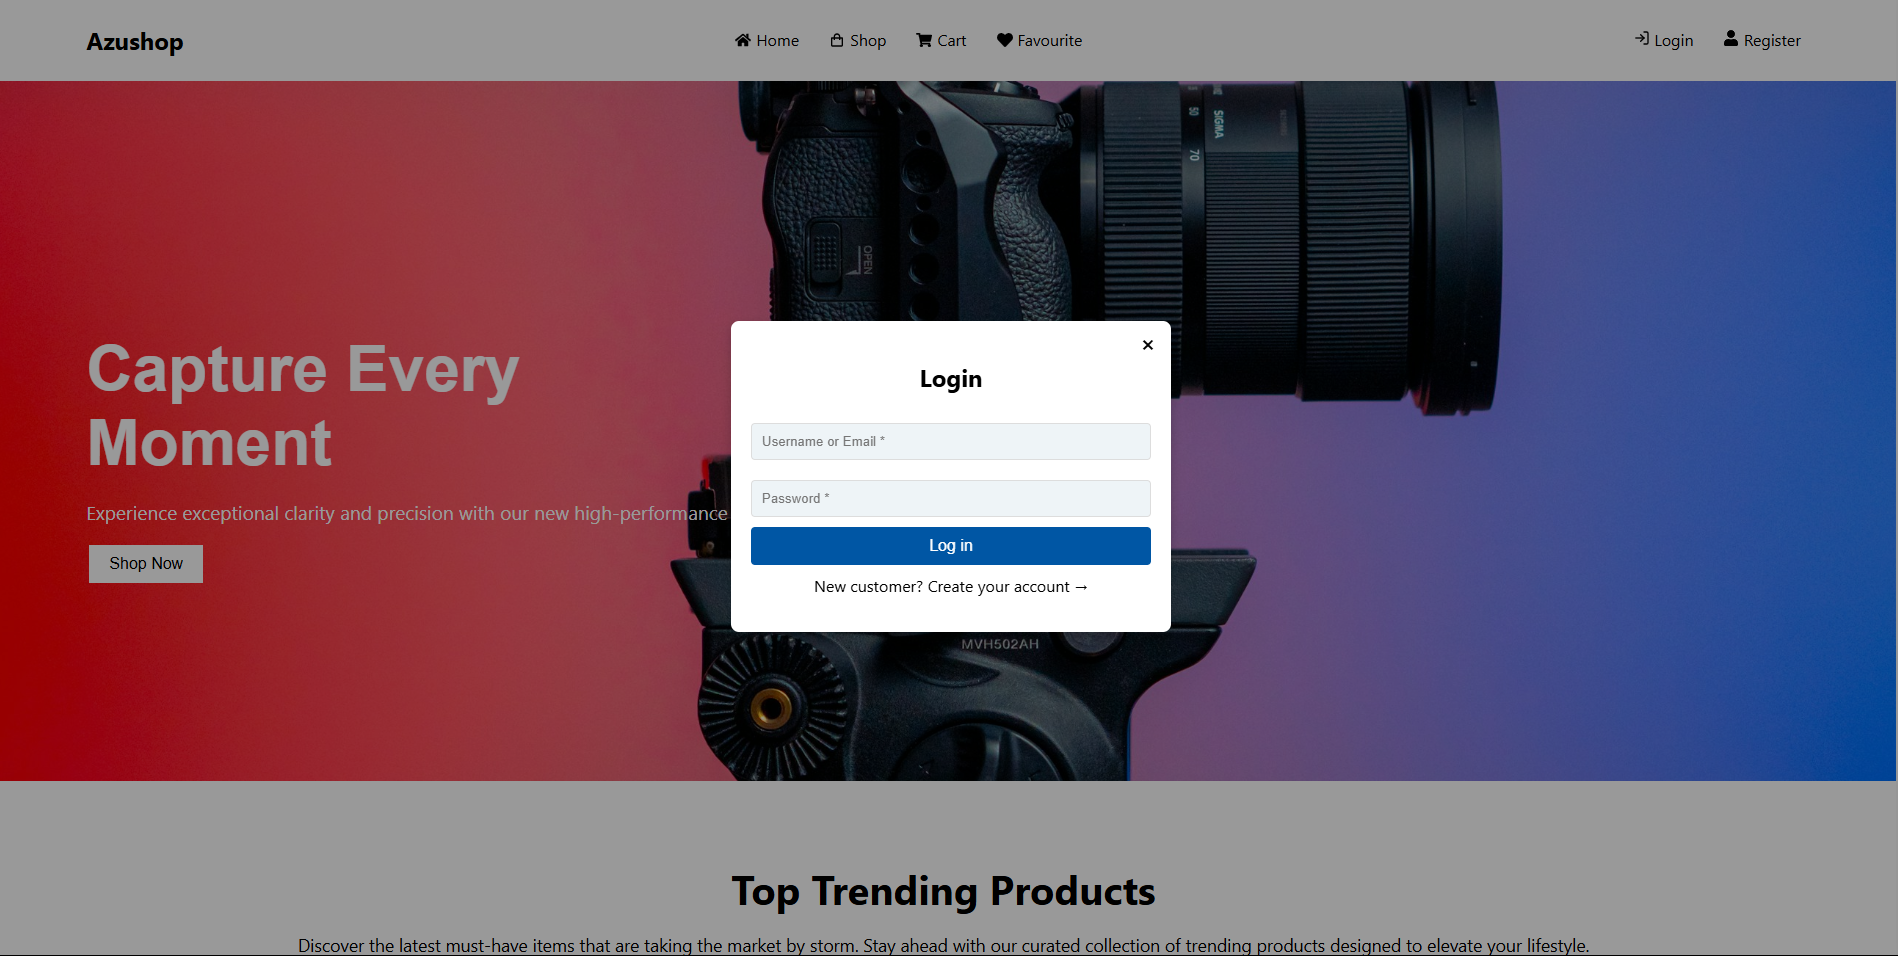 Azushop
Home
Shop
Cart
Favourite
Login
Register
50
70
SIGMA
OPEN
Capture Every
Moment
Experience exceptional clarity and precision with our new high-performance
Shop Now
×
Login
Username or Email *
Password *
Log in
New customer? Create your account →
MVH502AH
Top Trending Products
Discover the latest must-have items that are taking the market by storm. Stay ahead with our curated collection of trending products designed to elevate your lifestyle.